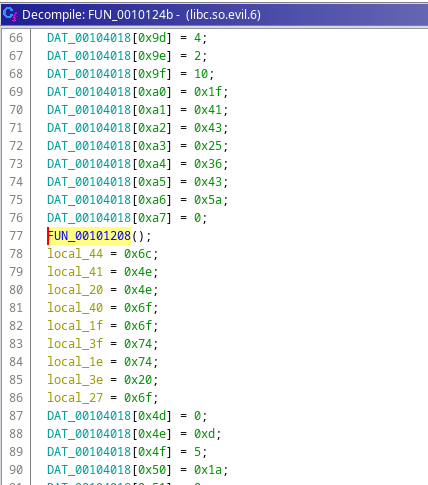 Decompile: FUN_0010124b - (libc.so.evil.6)
66 DAT_00104018[0x9d] = 4;
67 DAT_00104018[0x9e] = 2;
68 DAT_00104018[0x9f] = 10;
69 DAT_00104018[0xa0] = 0x1f;
70 DAT_00104018[0xa1] = 0x41;
71 DAT_00104018[0xa2] = 0x43;
72 DAT_00104018[0xa3] = 0x25;
73 DAT_00104018[0xa4] = 0x36;
74 DAT_00104018[0xa5] = 0x43;
75 DAT_00104018[0xa6] = 0x5a;
76 DAT_00104018[0xa7] = 0;
77 FUN_00101208();
78 local_44 = 0x6c;
79 local_41 = 0x4e;
80 local_20 = 0x4e;
81 local_40 = 0x6f;
82 local_1f = 0x6f;
83 local_3f = 0x74;
84 local_1e = 0x74;
85 local_3e = 0x20;
86 local_27 = 0x6f;
87 DAT_00104018[0x4d] = 0;
88 DAT_00104018[0x4e] = 0xd;
89 DAT_00104018[0x4f] = 5;
90 DAT_00104018[0x50] = 0x1a;